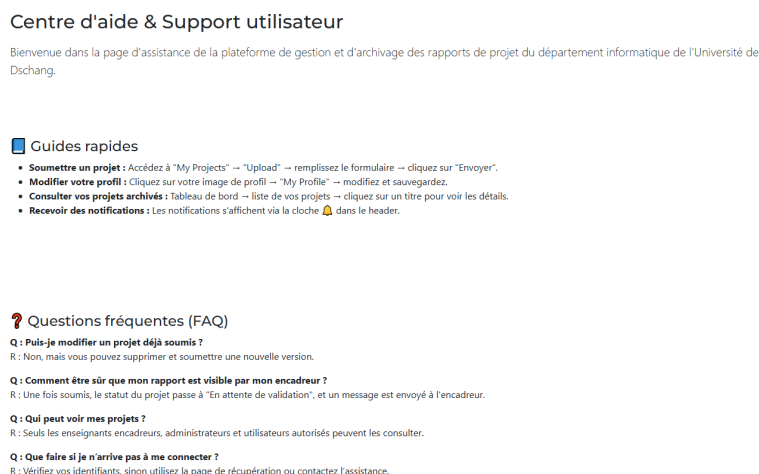 Centre d'aide & Support utilisateur
Bienvenue dans la page d'assistance de la plateforme de gestion et d'archivage des rapports de projet du département informatique de l'Université de
Dschang.
📘 Guides rapides
• Soumettre un projet : Accédez à "My Projects" → "Upload" → remplissez le formulaire → cliquez sur "Envoyer".
• Modifier votre profil : Cliquez sur votre image de profil → "My Profile" → modifiez et sauvegardez.
• Consulter vos projets archivés : Tableau de bord → liste de vos projets → cliquez sur un titre pour voir les détails.
• Recevoir des notifications : Les notifications s'affichent via la cloche 🔔 dans le header.
❓ Questions fréquentes (FAQ)
Q : Puis-je modifier un projet déjà soumis ?
R : Non, mais vous pouvez supprimer et soumettre une nouvelle version.
Q : Comment être sûr que mon rapport est visible par mon encadreur ?
R : Une fois soumis, le statut du projet passe à "En attente de validation", et un message est envoyé à l'encadreur.
Q : Qui peut voir mes projets ?
R : Seuls les enseignants encadreurs, administrateurs et utilisateurs autorisés peuvent les consulter.
Q : Que faire si je n'arrive pas à me connecter ?
R : Vérifiez vos identifiants, sinon utilisez la page de récupération ou contactez l'assistance.